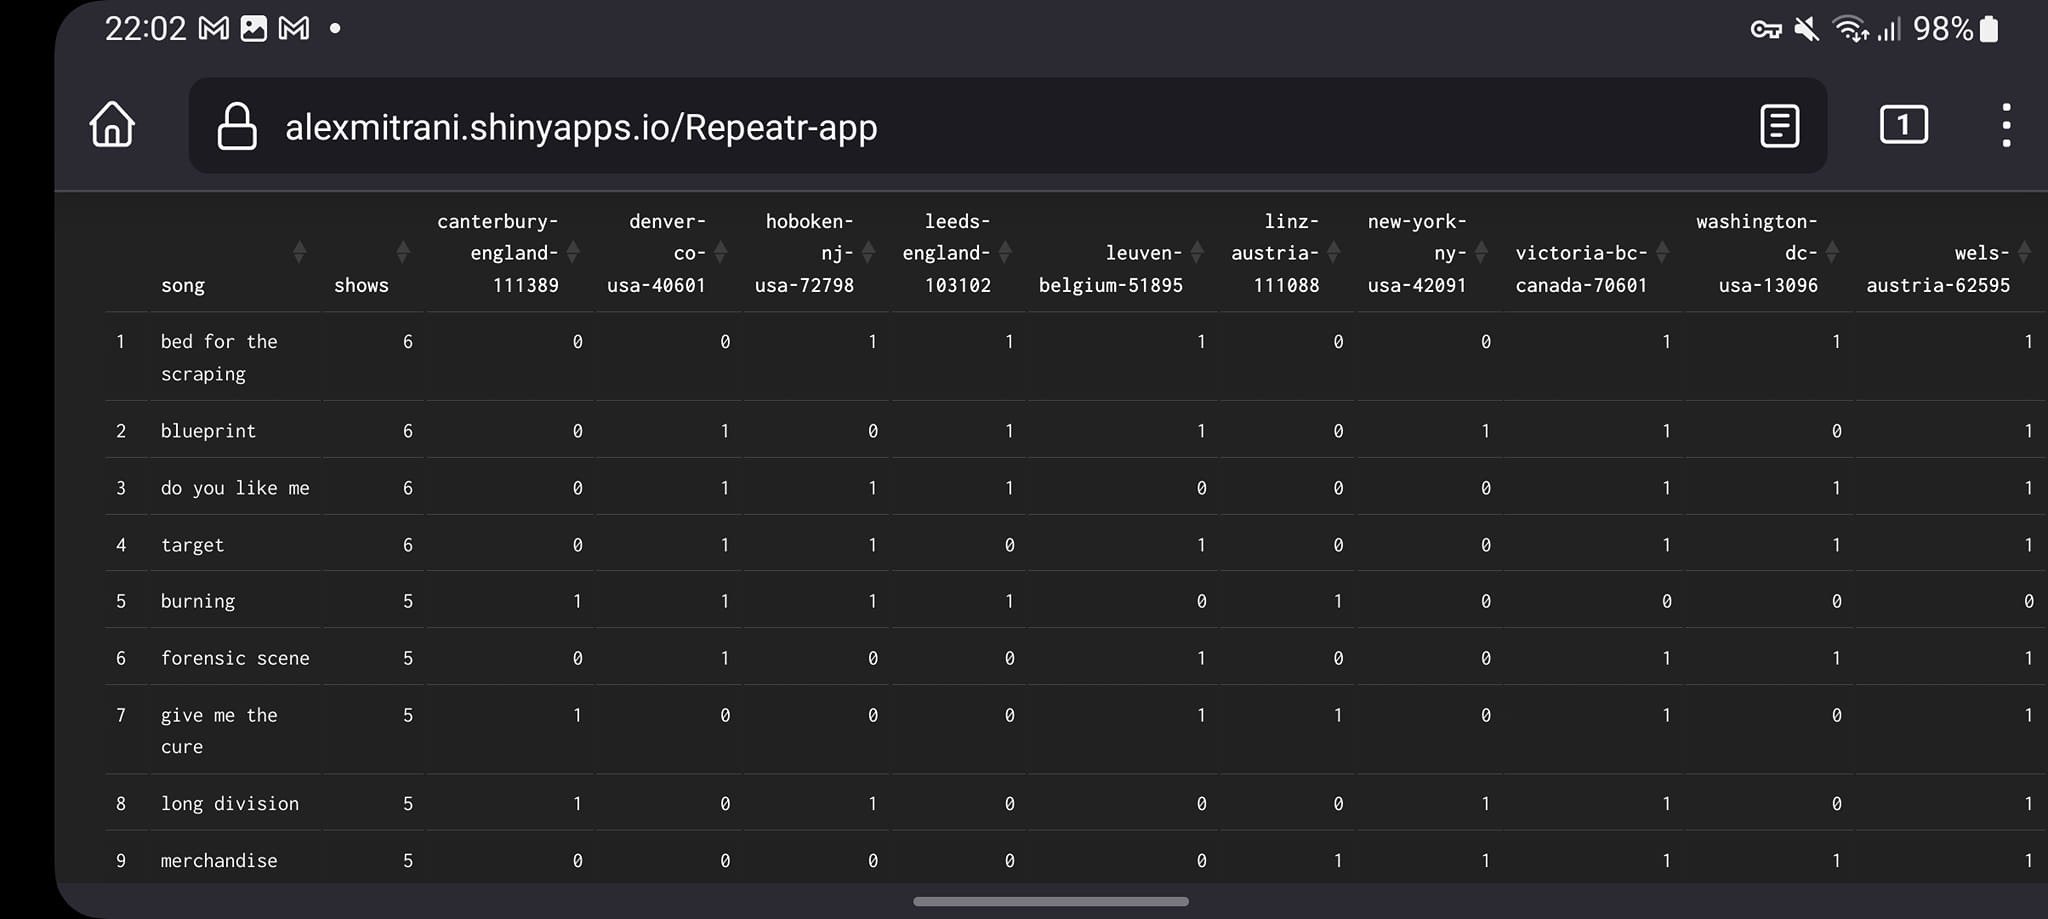 22:02 98%
alexmitrani.shinyapps.io/Repeatr-app 1
canterbury- denver- hoboken- leeds- linz- new-york- washington-
england- co- nj- england- leuven- austria- ny- victoria-bc- dc- wels-
song shows 111389 usa-40601 usa-72798 103102 belgium-51895 111088 usa-42091 canada-70601 usa-13096 austria-62595
1 bed for the 6 0 0 1 1 1 0 0 1 1 1
scraping
2 blueprint 6 0 1 0 1 1 0 1 1 0 1
3 do you like me 6 0 1 1 1 0 0 0 1 1 1
4 target 6 0 1 1 0 1 0 0 1 1 1
5 burning 5 1 1 1 1 0 1 0 0 0 0
6 forensic scene 5 0 1 0 0 1 0 0 1 1 1
7 give me the 5 1 0 0 0 1 1 0 1 0 1
cure
8 long division 5 1 0 1 0 0 0 1 1 0 1
9 merchandise 5 0 0 0 0 0 1 1 1 1 1